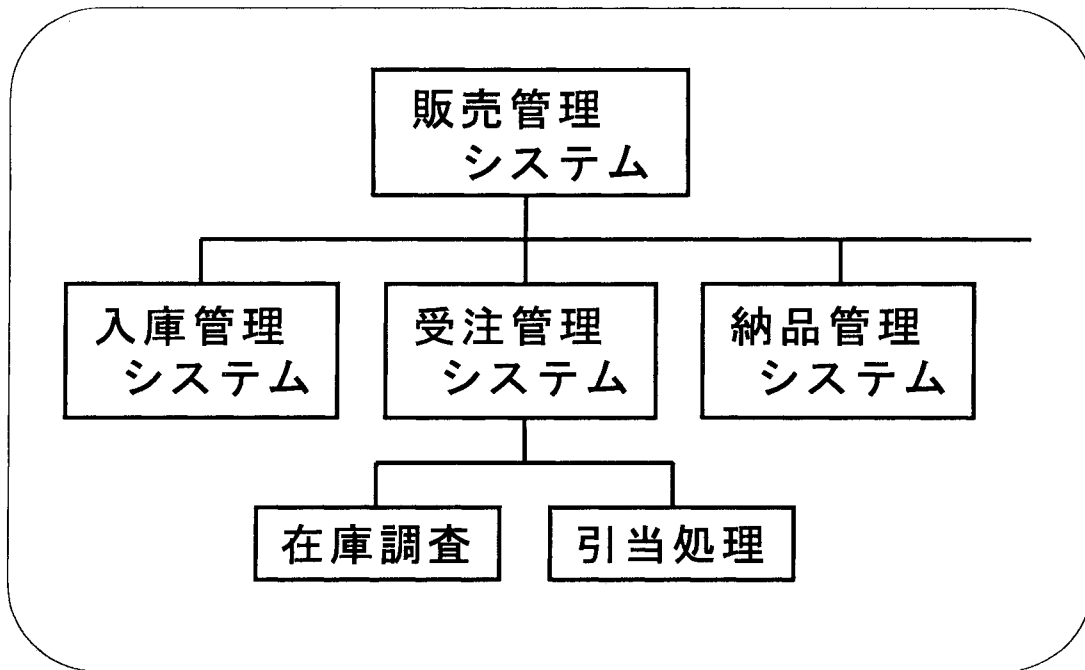 販売管理
システム
入庫管理
システム
受注管理
システム
納品管理
システム
在庫調査
引当処理